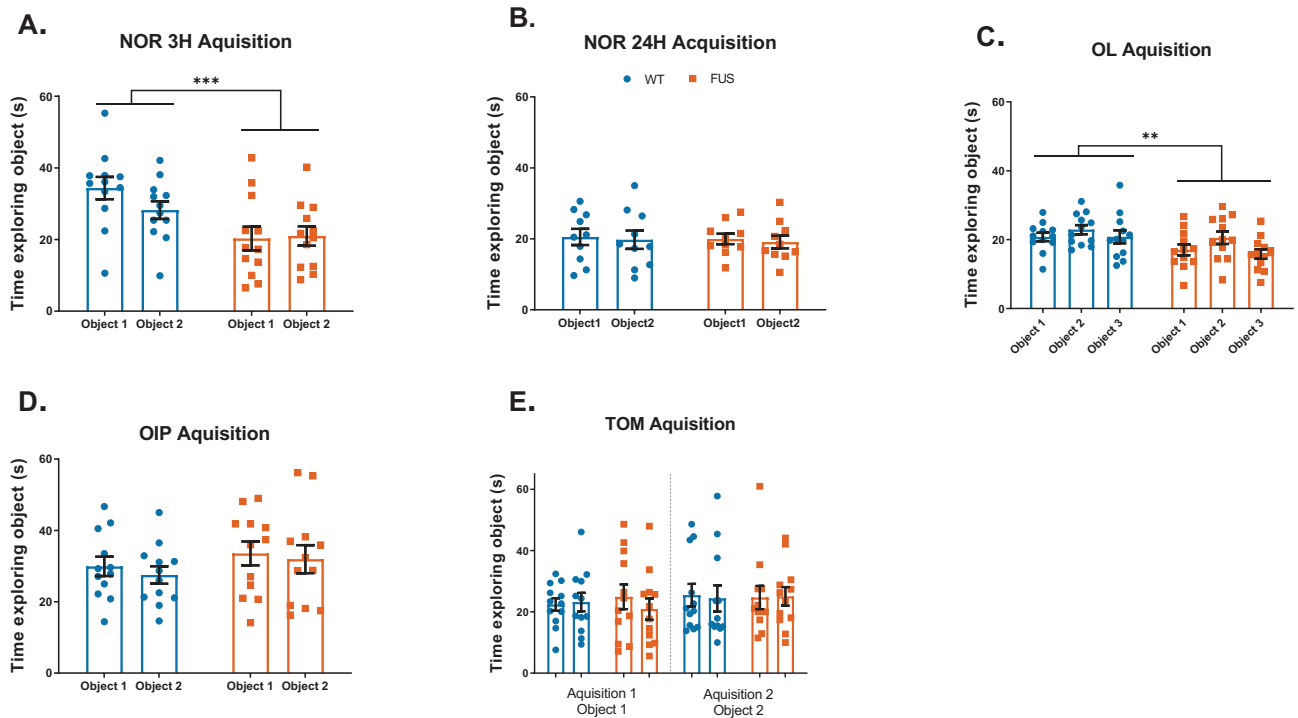 A.
NOR 3H Aquisition
***
Time exploring object (s)
60
40
20
0
Object 1 Object 2 Object 1 Object 2
B.
NOR 24H Acquisition
WT FUS
Time exploring object (s)
60
40
20
0
Object1 Object2 Object1 Object2
C.
OL Aquisition
**
Time exploring object (s)
60
40
20
0
Object 1 Object 2 Object 3 Object 1 Object 2 Object 3
D.
OIP Aquisition
Time exploring object (s)
60
40
20
0
Object 1 Object 2 Object 1 Object 2
E.
TOM Aquisition
Time exploring object (s)
80
60
40
20
0
Aquisition 1 Aquisition 2
Object 1 Object 2